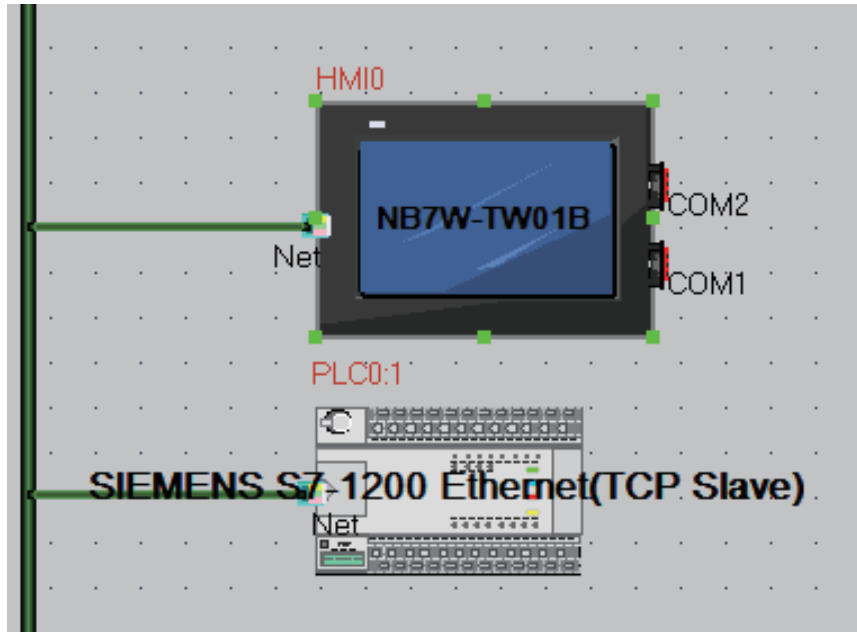 HMI0
NB7W-TW01B
COM2
Net
COM1
PLC0:1
SIEMENS S7-1200 Ethernet(TCP Slave)
Net